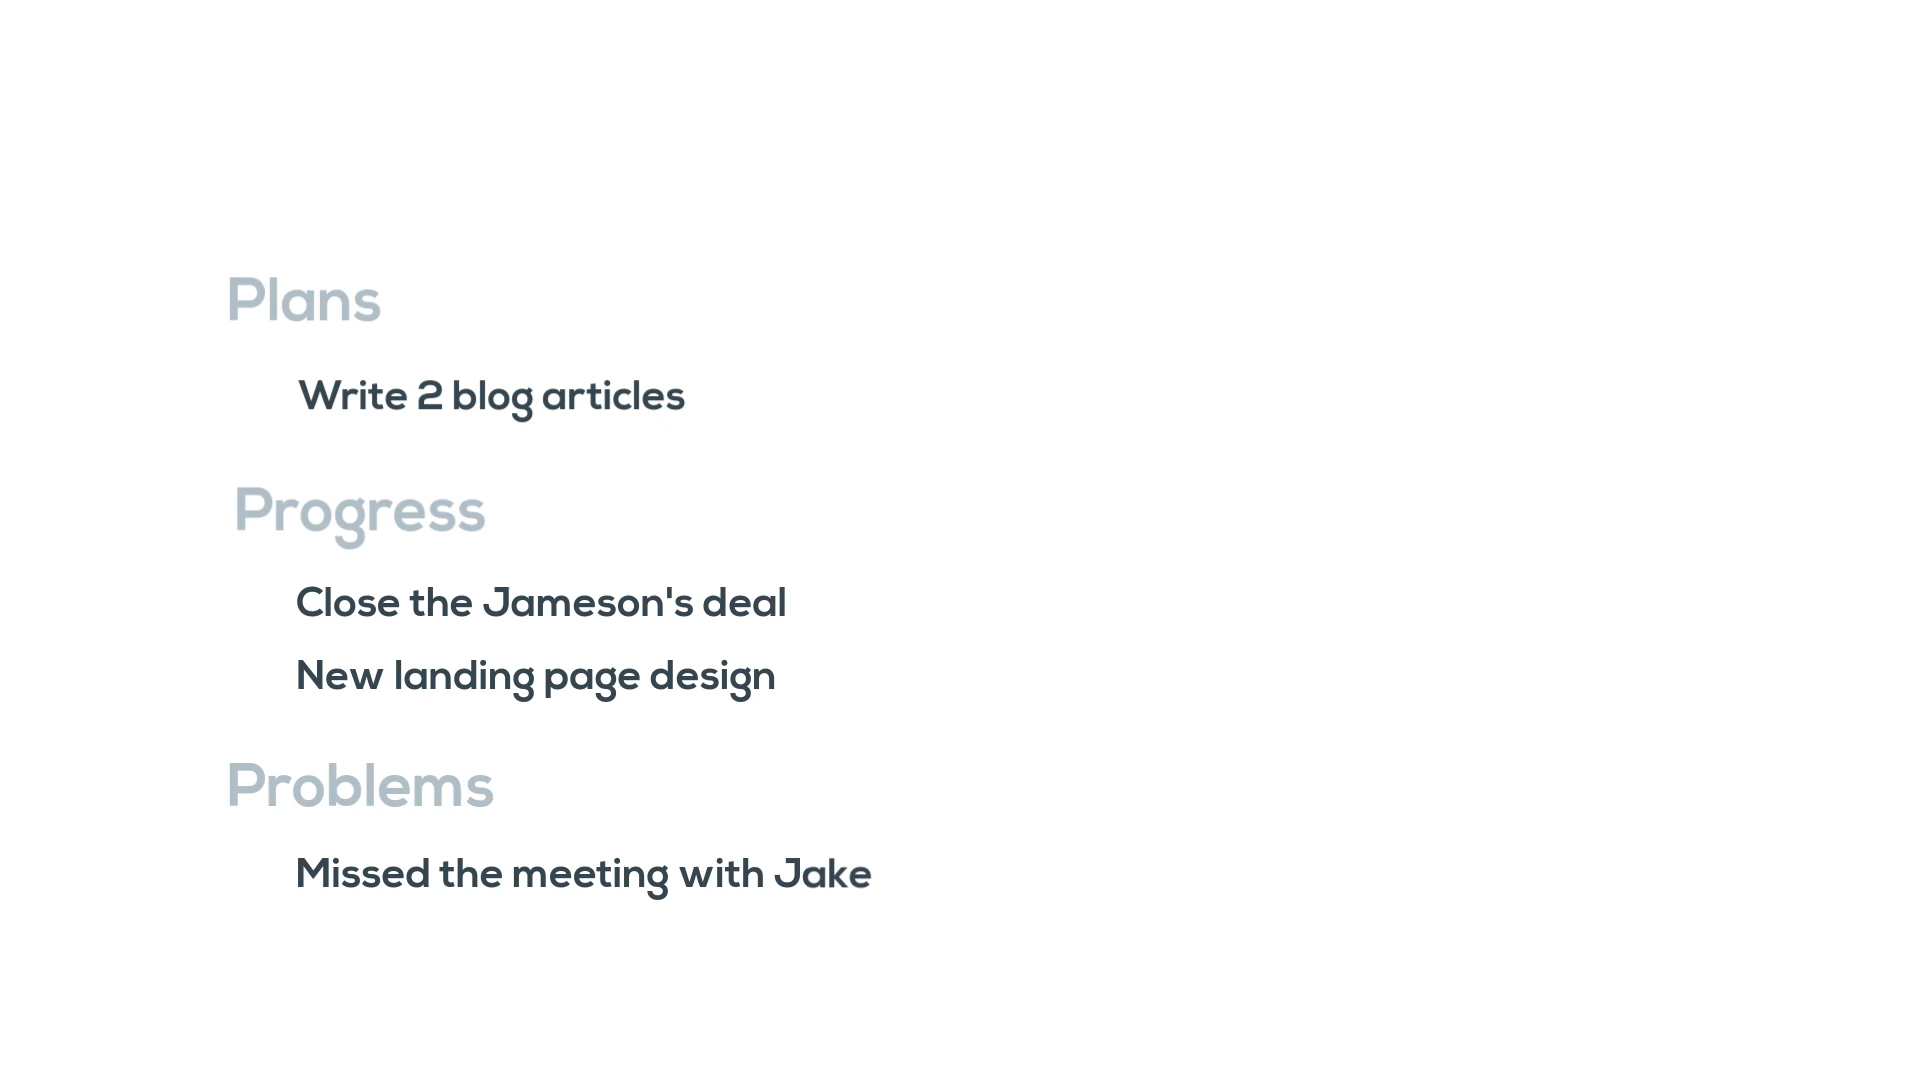 Plans
Write 2 blog articles
Progress
Close the Jameson's deal
New landing page design
Problems
Missed the meeting with Jake